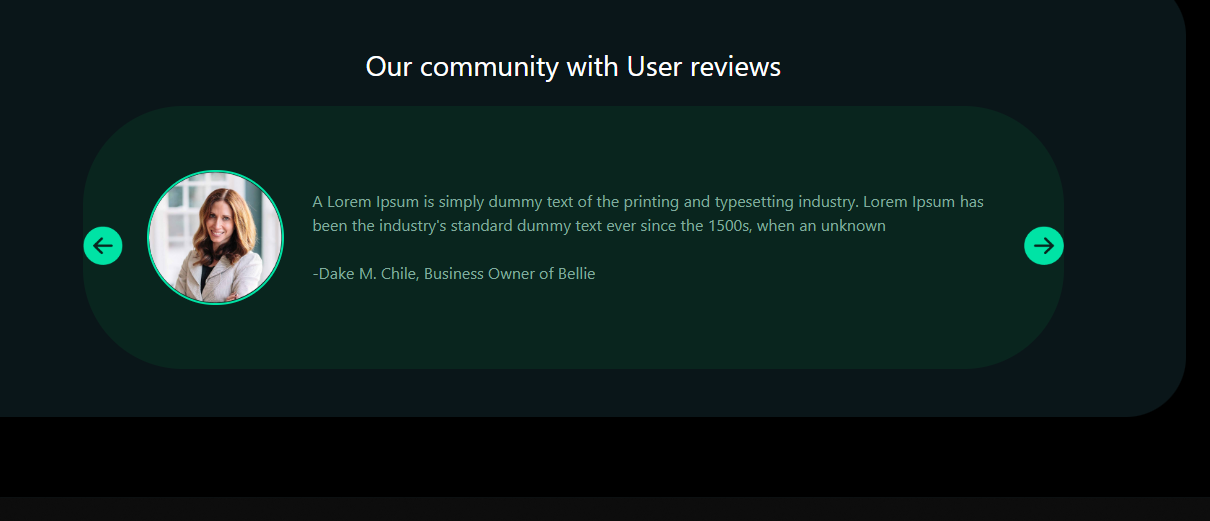 Our community with User reviews
A Lorem Ipsum is simply dummy text of the printing and typesetting industry. Lorem Ipsum has
been the industry's standard dummy text ever since the 1500s, when an unknown
-Dake M. Chile, Business Owner of Bellie